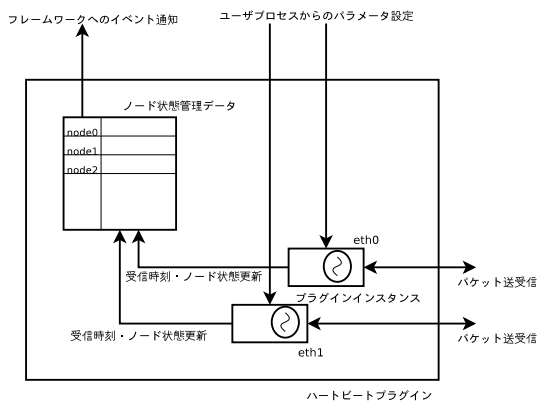 フレームワークへのイベント通知
ユーザプロセスからのパラメータ設定
ノード状態管理データ
node0
node1
node2
eth0
受信時刻・ノード状態更新
パケット送受信
プラグインインスタンス
受信時刻・ノード状態更新
パケット送受信
eth1
ハートビートプラグイン